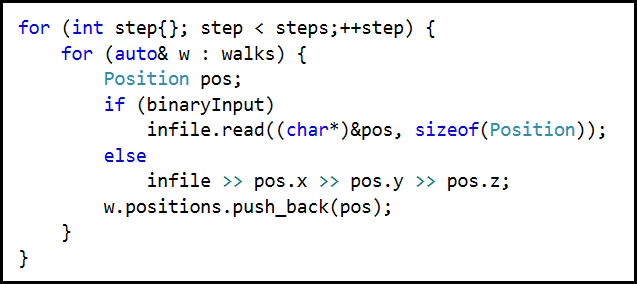 for (int step{}; step < steps;++step) {
    for (auto& w : walks) {
        Position pos;
        if (binaryInput)
            infile.read((char*)&pos, sizeof(Position));
        else
            infile >> pos.x >> pos.y >> pos.z;
        w.positions.push_back(pos);
    }
}